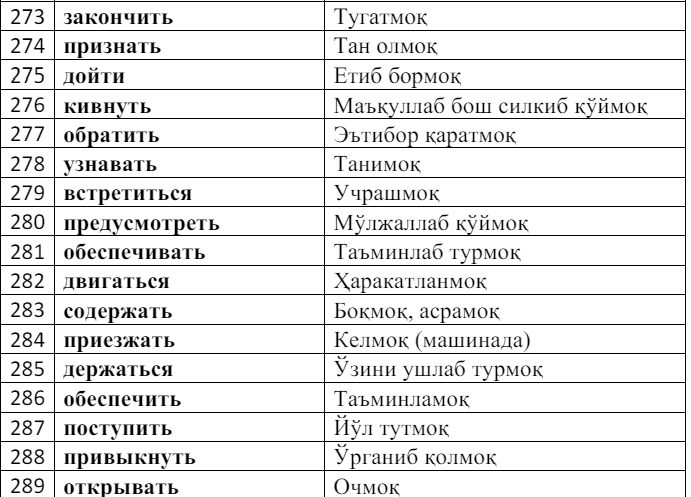 273 закончить Тугатмоқ
274 признать Тан олмоқ
275 дойти Етиб бормоқ
276 кивнуть Маъқуллаб бош силкиб қўймоқ
277 обратить Эътибор қаратмоқ
278 узнавать Танимоқ
279 встретиться Учрашмоқ
280 предусмотреть Мўлжаллаб қўймоқ
281 обеспечивать Таъминлаб турмоқ
282 двигаться Ҳаракатланмоқ
283 содержать Боқмоқ, асрамоқ
284 приезжать Келмоқ (машинада)
285 держаться Ўзини ушлаб турмоқ
286 обеспечить Таъминламоқ
287 поступить Йўл тутмоқ
288 привыкнуть Ўрганиб қолмоқ
289 открывать Очмоқ